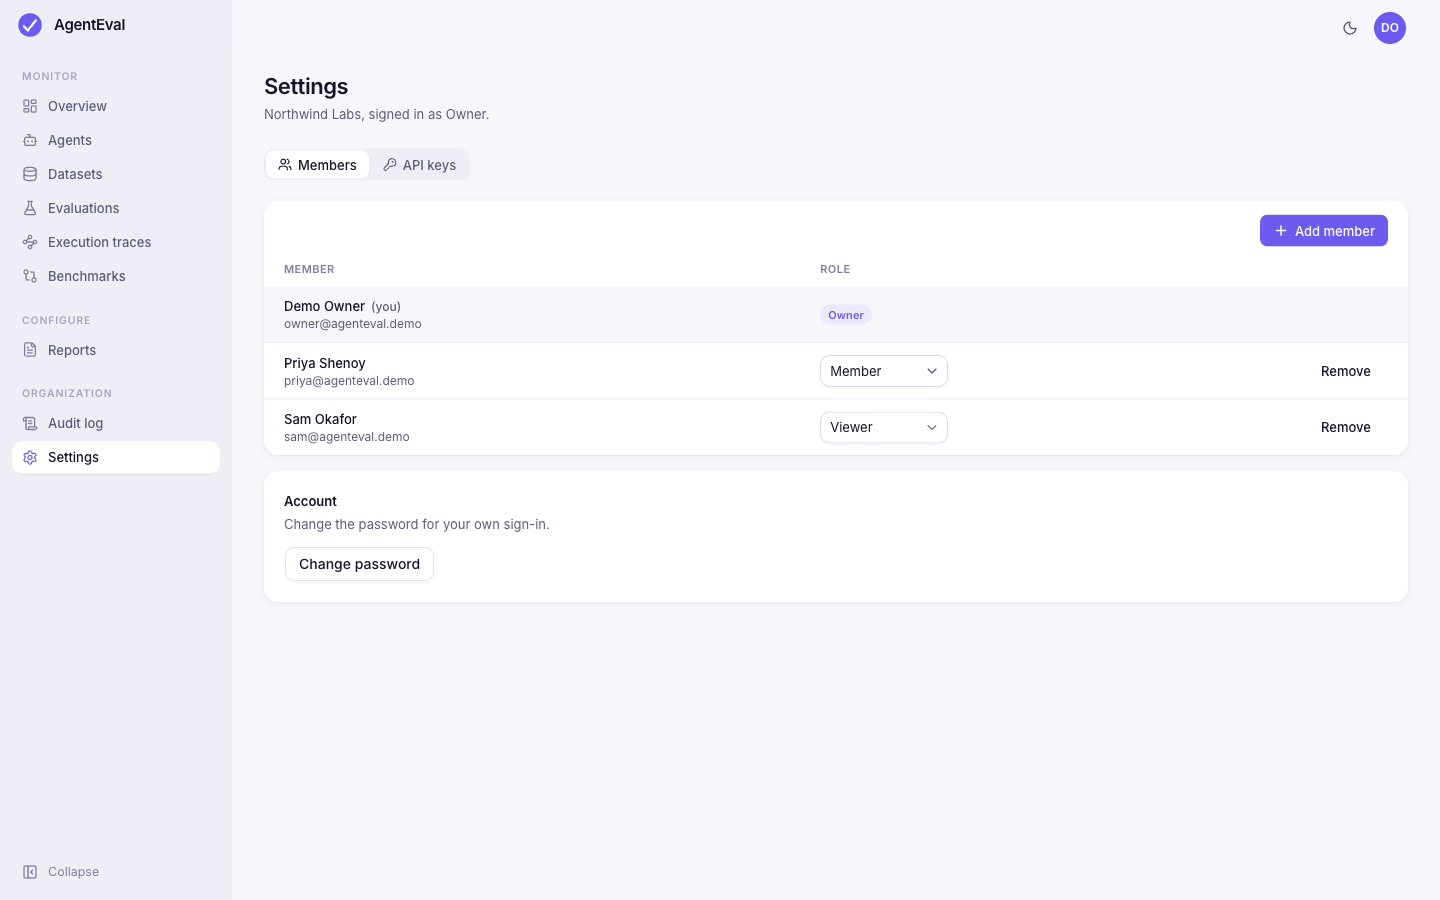 AgentEval
DO
MONITOR
Overview
Agents
Datasets
Evaluations
Execution traces
Benchmarks
CONFIGURE
Reports
ORGANIZATION
Audit log
Settings
Collapse
Settings
Northwind Labs, signed in as Owner.
Members API keys
Add member
MEMBER ROLE
Demo Owner (you)
owner@agenteval.demo
Owner
Priya Shenoy
priya@agenteval.demo
Member Remove
Sam Okafor
sam@agenteval.demo
Viewer Remove
Account
Change the password for your own sign-in.
Change password